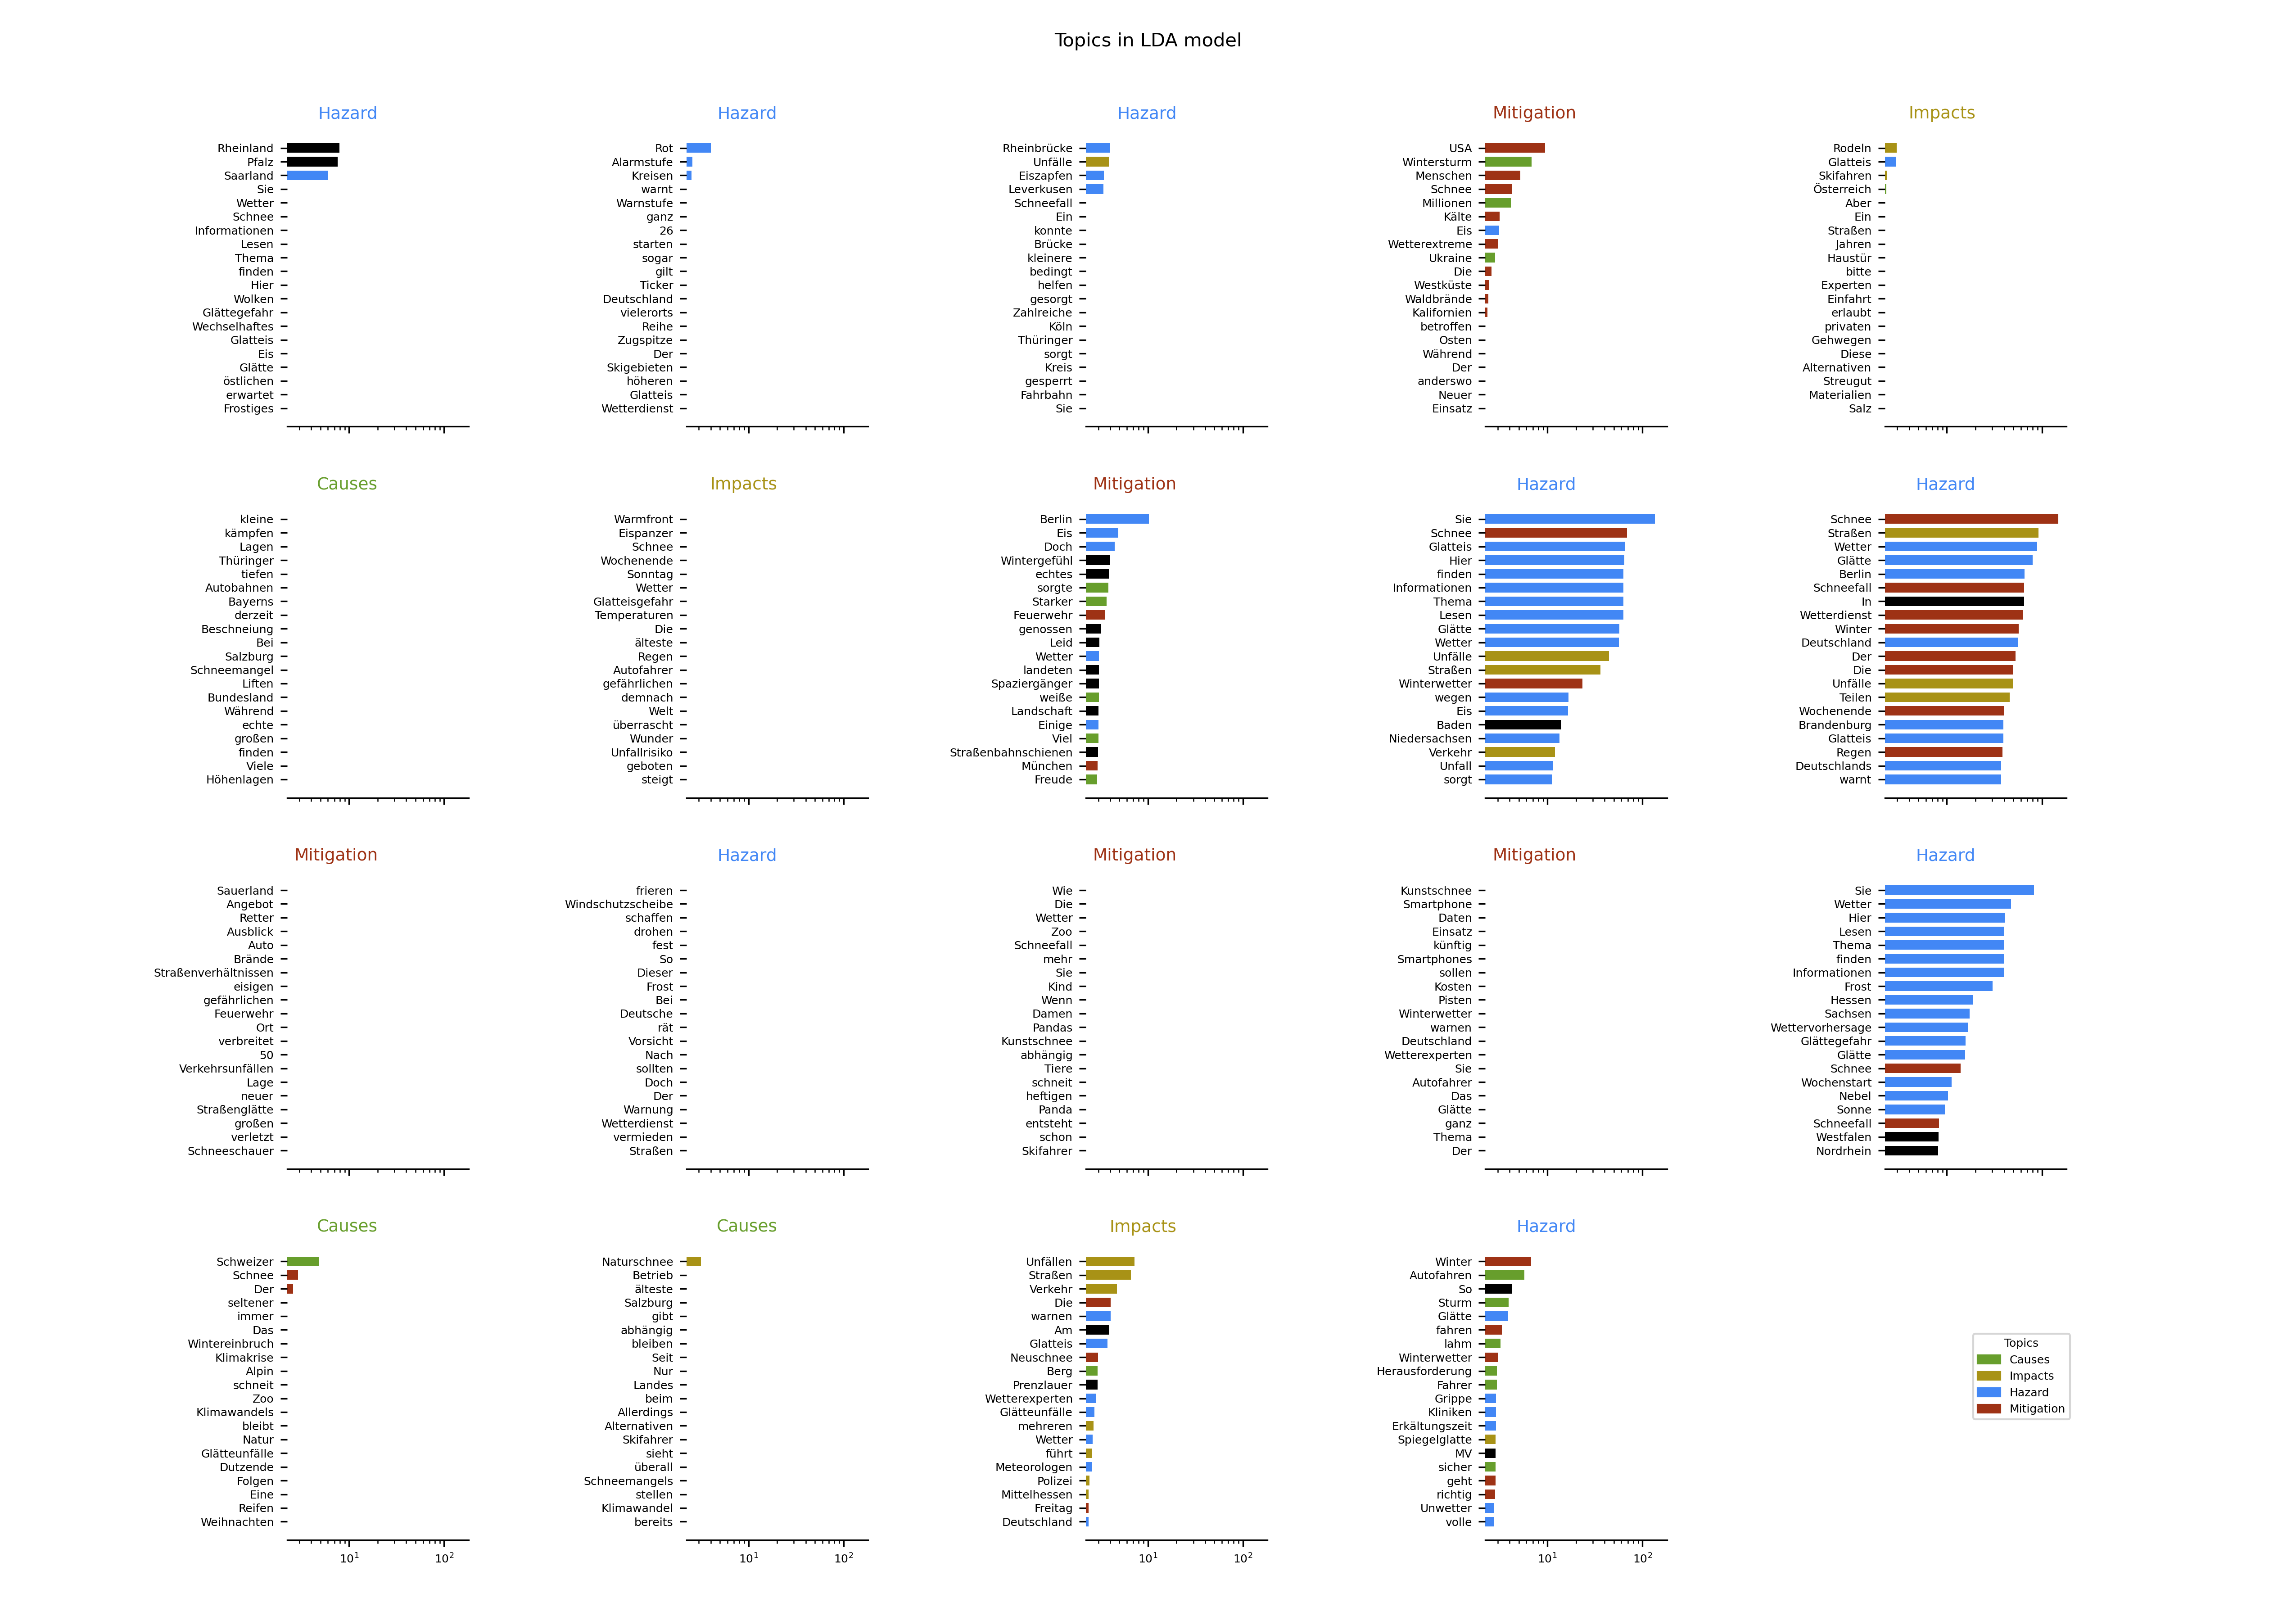 Topics in LDA model
Hazard
Rheinland
Pfalz
Saarland
Sie
Wetter
Schnee
Informationen
Lesen
Thema
finden
Hier
Wolken
Glättegefahr
Wechselhaftes
Glatteis
Eis
Glätte
östlichen
erwartet
Frostiges
Hazard
Rot
Alarmstufe
Kreisen
warnt
Warnstufe
ganz
26
starten
sogar
gilt
Ticker
Deutschland
vielerorts
Reihe
Zugspitze
Der
Skigebieten
höheren
Glatteis
Wetterdienst
Hazard
Rheinbrücke
Unfälle
Eiszapfen
Leverkusen
Schneefall
Ein
konnte
Brücke
kleinere
bedingt
helfen
gesorgt
Zahlreiche
Köln
Thüringer
sorgt
Kreis
gesperrt
Fahrbahn
Sie
Mitigation
USA
Wintersturm
Menschen
Schnee
Millionen
Kälte
Eis
Wetterextreme
Ukraine
Die
Westküste
Waldbrände
Kalifornien
betroffen
Osten
Während
Der
anderswo
Neuer
Einsatz
Impacts
Rodeln
Glatteis
Skifahren
Österreich
Aber
Ein
Straßen
Jahren
Haustür
bitte
Experten
Einfahrt
erlaubt
privaten
Gehwegen
Diese
Alternativen
Streugut
Materialien
Salz
Causes
kleine
kämpfen
Lagen
Thüringer
tiefen
Autobahnen
Bayerns
derzeit
Beschneiung
Bei
Salzburg
Schneemangel
Liften
Bundesland
Während
echte
großen
finden
Viele
Höhenlagen
Impacts
Warmfront
Eispanzer
Schnee
Wochenende
Sonntag
Wetter
Glatteisgefahr
Temperaturen
Die
älteste
Regen
Autofahrer
gefährlichen
demnach
Welt
überrascht
Wunder
Unfallrisiko
geboten
steigt
Mitigation
Berlin
Eis
Doch
Wintergefühl
echtes
sorgte
Starker
Feuerwehr
genossen
Leid
Wetter
landeten
Spaziergänger
weiße
Landschaft
Einige
Viel
Straßenbahnschienen
München
Freude
Hazard
Sie
Schnee
Glatteis
Hier
finden
Informationen
Thema
Lesen
Glätte
Wetter
Unfälle
Straßen
Winterwetter
wegen
Eis
Baden
Niedersachsen
Verkehr
Unfall
sorgt
Hazard
Schnee
Straßen
Wetter
Glätte
Berlin
Schneefall
In
Wetterdienst
Winter
Deutschland
Der
Die
Unfälle
Teilen
Wochenende
Brandenburg
Glatteis
Regen
Deutschlands
warnt
Mitigation
Sauerland
Angebot
Retter
Ausblick
Auto
Brände
Straßenverhältnissen
eisigen
gefährlichen
Feuerwehr
Ort
verbreitet
50
Verkehrsunfällen
Lage
neuer
Straßenglätte
großen
verletzt
Schneeschauer
Hazard
frieren
Windschutzscheibe
schaffen
drohen
fest
So
Dieser
Frost
Bei
Deutsche
rät
Vorsicht
Nach
sollten
Doch
Der
Warnung
Wetterdienst
vermieden
Straßen
Mitigation
Wie
Die
Wetter
Zoo
Schneefall
mehr
Sie
Kind
Wenn
Damen
Pandas
Kunstschnee
abhängig
Tiere
schneit
heftigen
Panda
entsteht
schon
Skifahrer
Mitigation
Kunstschnee
Smartphone
Daten
Einsatz
künftig
Smartphones
sollen
Kosten
Pisten
Winterwetter
warnen
Deutschland
Wetterexperten
Sie
Autofahrer
Das
Glätte
ganz
Thema
Der
Hazard
Sie
Wetter
Hier
Lesen
Thema
finden
Informationen
Frost
Hessen
Sachsen
Wettervorhersage
Glättegefahr
Glätte
Schnee
Wochenstart
Nebel
Sonne
Schneefall
Westfalen
Nordrhein
Causes
Schweizer
Schnee
Der
seltener
immer
Das
Wintereinbruch
Klimakrise
Alpin
schneit
Zoo
Klimawandels
bleibt
Natur
Glätteunfälle
Dutzende
Folgen
Eine
Reifen
Weihnachten
10¹ 10²
Causes
Naturschnee
Betrieb
älteste
Salzburg
gibt
abhängig
bleiben
Seit
Nur
Landes
beim
Allerdings
Alternativen
Skifahrer
sieht
überall
Schneemangels
stellen
Klimawandel
bereits
10¹ 10²
Impacts
Unfällen
Straßen
Verkehr
Die
warnen
Am
Glatteis
Neuschnee
Berg
Prenzlauer
Wetterexperten
Glätteunfälle
mehreren
Wetter
führt
Meteorologen
Polizei
Mittelhessen
Freitag
Deutschland
10¹ 10²
Hazard
Winter
Autofahren
So
Sturm
Glätte
fahren
lahm
Winterwetter
Herausforderung
Fahrer
Grippe
Kliniken
Erkältungszeit
Spiegelglatte
MV
sicher
geht
richtig
Unwetter
volle
10¹ 10²
Topics
Causes
Impacts
Hazard
Mitigation